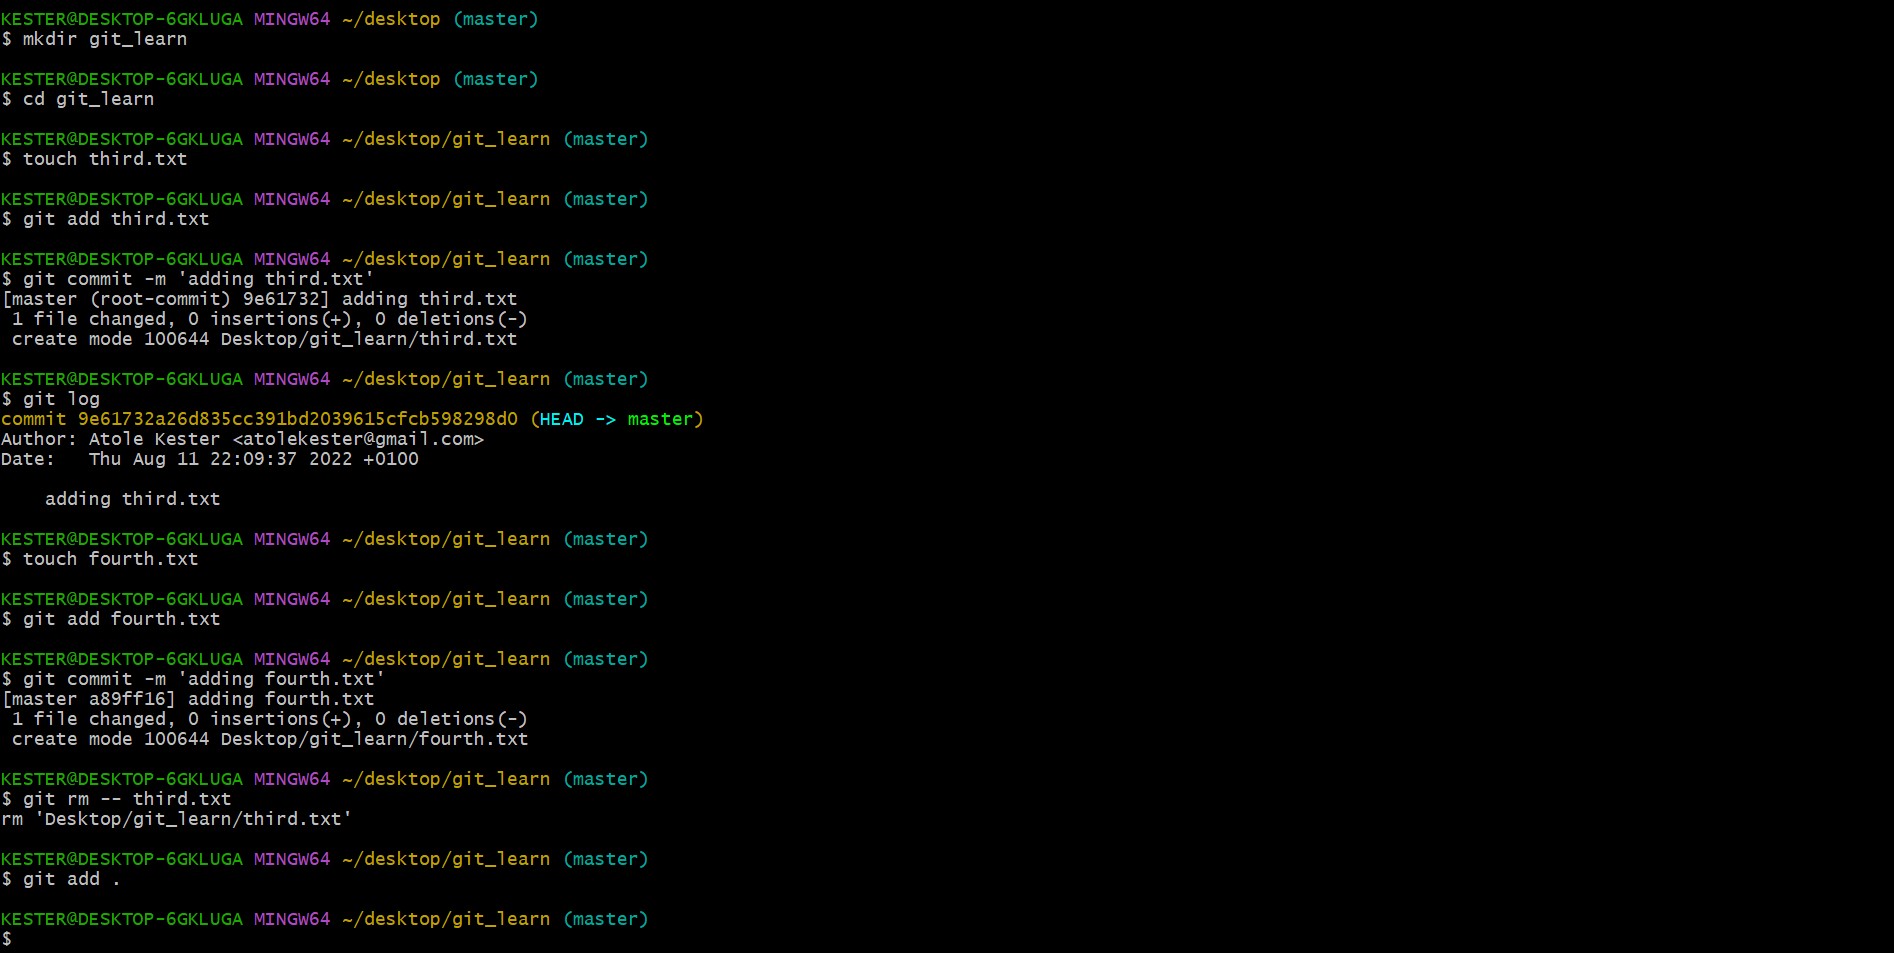 KESTER@DESKTOP-6GKLUGA MINGW64 ~/desktop (master)
$ mkdir git_learn
KESTER@DESKTOP-6GKLUGA MINGW64 ~/desktop (master)
$ cd git_learn
KESTER@DESKTOP-6GKLUGA MINGW64 ~/desktop/git_learn (master)
$ touch third.txt
KESTER@DESKTOP-6GKLUGA MINGW64 ~/desktop/git_learn (master)
$ git add third.txt
KESTER@DESKTOP-6GKLUGA MINGW64 ~/desktop/git_learn (master)
$ git commit -m 'adding third.txt'
[master (root-commit) 9e61732] adding third.txt
 1 file changed, 0 insertions(+), 0 deletions(-)
 create mode 100644 Desktop/git_learn/third.txt
KESTER@DESKTOP-6GKLUGA MINGW64 ~/desktop/git_learn (master)
$ git log
commit 9e61732a26d835cc391bd2039615cfcb598298d0 (HEAD -> master)
Author: Atole Kester <atolekester@gmail.com>
Date:   Thu Aug 11 22:09:37 2022 +0100
    adding third.txt
KESTER@DESKTOP-6GKLUGA MINGW64 ~/desktop/git_learn (master)
$ touch fourth.txt
KESTER@DESKTOP-6GKLUGA MINGW64 ~/desktop/git_learn (master)
$ git add fourth.txt
KESTER@DESKTOP-6GKLUGA MINGW64 ~/desktop/git_learn (master)
$ git commit -m 'adding fourth.txt'
[master a89ff16] adding fourth.txt
 1 file changed, 0 insertions(+), 0 deletions(-)
 create mode 100644 Desktop/git_learn/fourth.txt
KESTER@DESKTOP-6GKLUGA MINGW64 ~/desktop/git_learn (master)
$ git rm -- third.txt
rm 'Desktop/git_learn/third.txt'
KESTER@DESKTOP-6GKLUGA MINGW64 ~/desktop/git_learn (master)
$ git add .
KESTER@DESKTOP-6GKLUGA MINGW64 ~/desktop/git_learn (master)
$